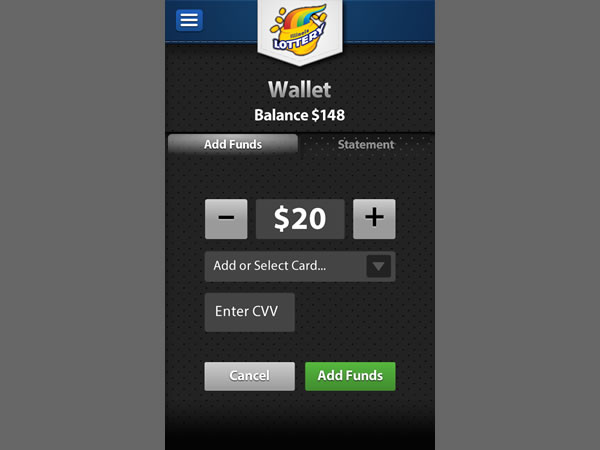 Illinois
LOTTERY
Wallet
Balance $148
Add Funds
Statement
− $20 +
Add or Select Card...
Enter CVV
Cancel
Add Funds